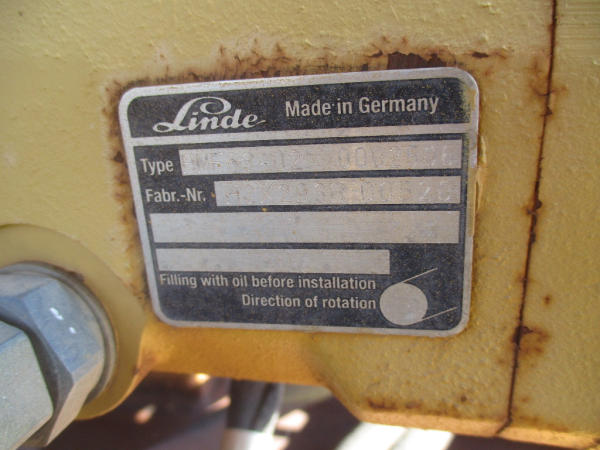 Linde Made in Germany
Type
Fabr.-Nr.
Filling with oil before installation
Direction of rotation